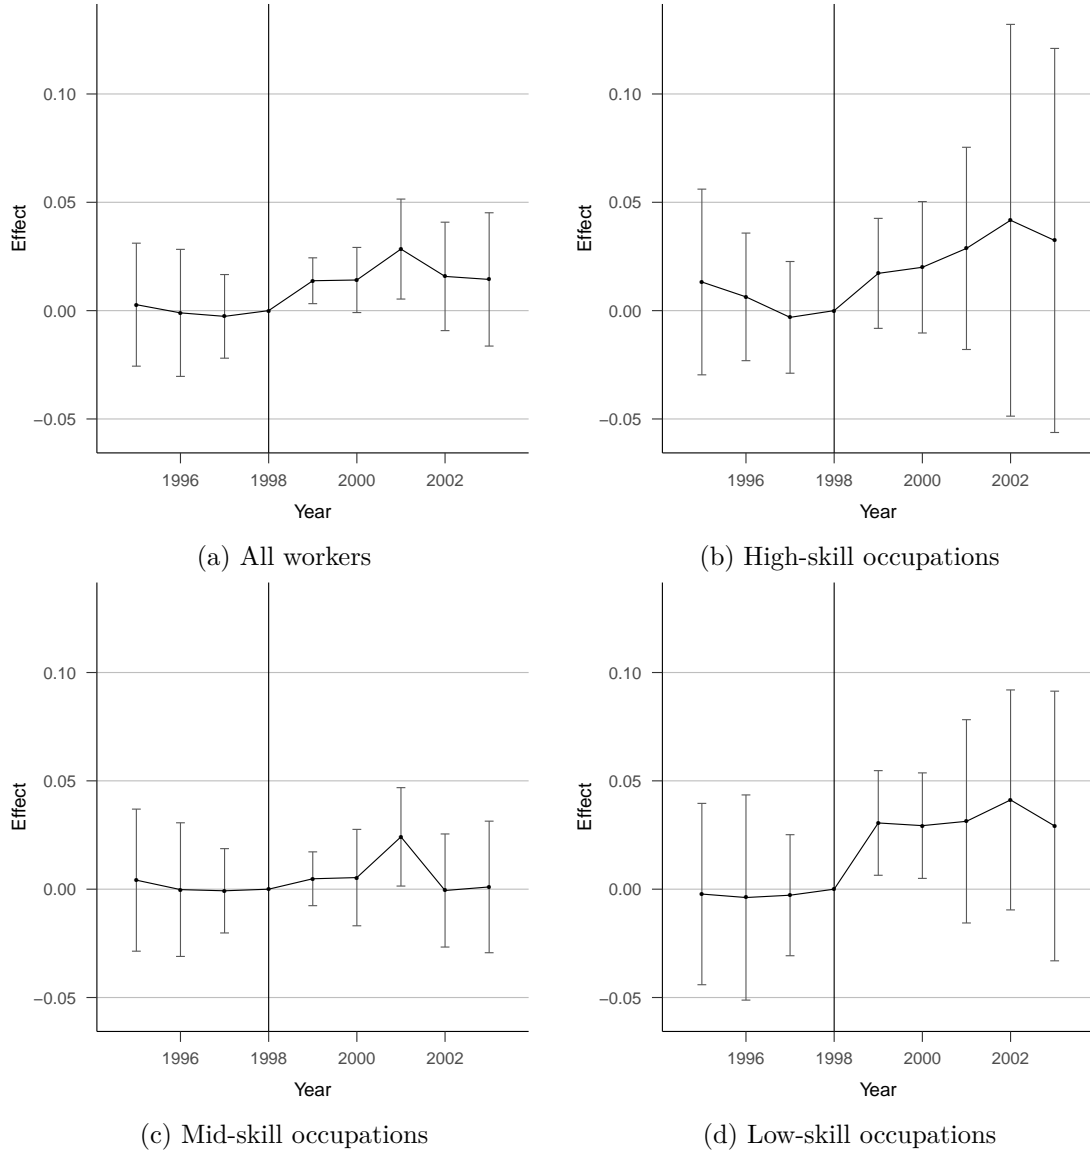 0.10
0.05
0.00
−0.05
Effect
1996 1998 2000 2002
Year
(a) All workers
0.10
0.05
0.00
−0.05
Effect
1996 1998 2000 2002
Year
(b) High-skill occupations
0.10
0.05
0.00
−0.05
Effect
1996 1998 2000 2002
Year
(c) Mid-skill occupations
0.10
0.05
0.00
−0.05
Effect
1996 1998 2000 2002
Year
(d) Low-skill occupations